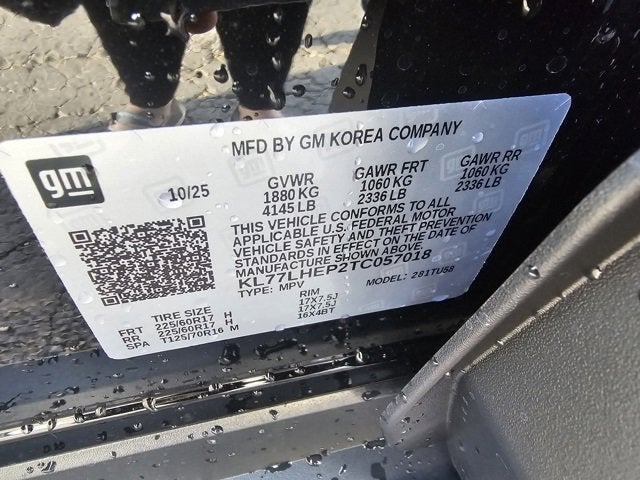 MFD BY GM KOREA COMPANY
gm
10/25
GVWR GAWR FRT GAWR RR
1880 KG 1060 KG 1060 KG
4145 LB 2336 LB 2336 LB
THIS VEHICLE CONFORMS TO ALL
APPLICABLE U.S. FEDERAL MOTOR
VEHICLE SAFETY AND THEFT PREVENTION
STANDARDS IN EFFECT ON THE DATE OF
MANUFACTURE SHOWN ABOVE.
KL77LHEP2TC057018
TYPE: MPV MODEL: 281TU58
TIRE SIZE RIM
FRT 225/60R17 H 17X7.5J
RR 225/60R17 H 17X7.5J
SPA T125/70R16 M 16X4BT